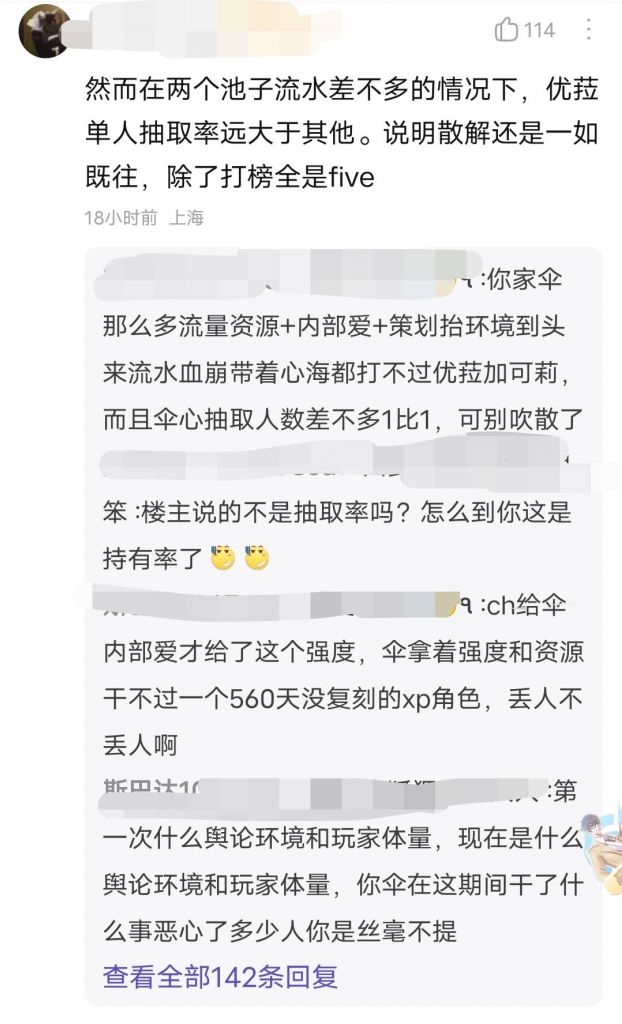 114
然而在两个池子流水差不多的情况下，优菈
单人抽取率远大于其他。说明散解还是一如
既往，除了打榜全是five
18小时前 上海
:你家伞
那么多流量资源+内部爱+策划抬环境到头
来流水血崩带着心海都打不过优菈加可莉，
而且伞心抽取人数差不多1比1，可别吹散了
笨 :楼主说的不是抽取率吗？怎么到你这是
持有率了
:ch给伞
内部爱才给了这个强度，伞拿着强度和资源
干不过一个560天没复刻的xp角色，丢人不
丢人啊
斯巴达10 :第
一次什么舆论环境和玩家体量，现在是什么
舆论环境和玩家体量，你伞在这期间干了什
么事恶心了多少人你是丝毫不提
查看全部142条回复